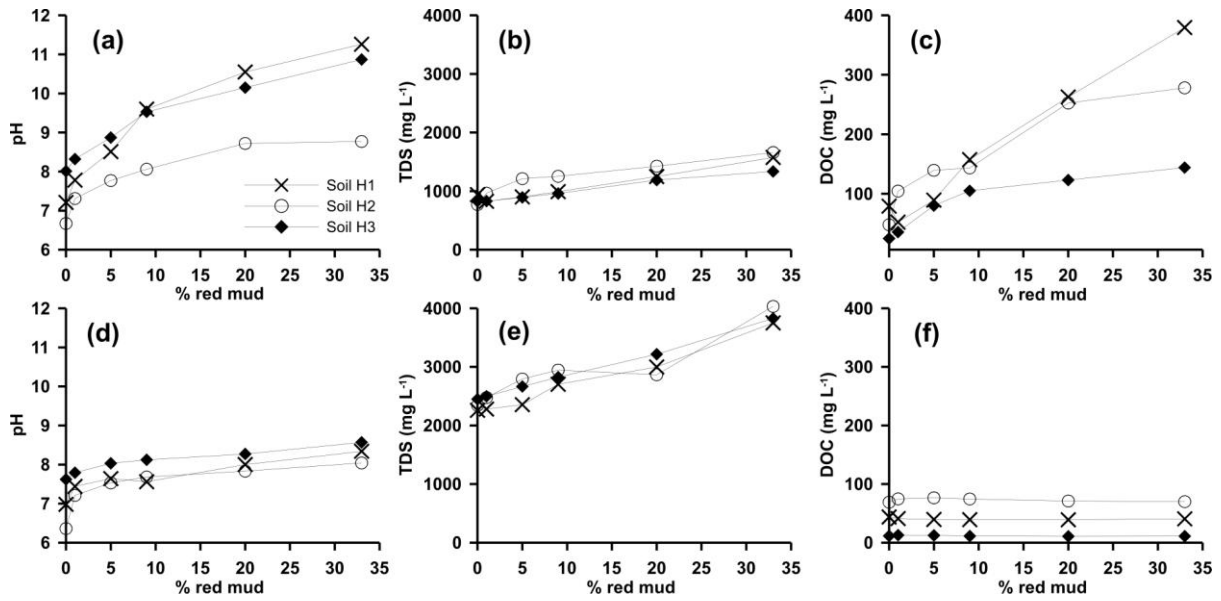 (a)
pH
12
11
10
9
8
7
6
0 5 10 15 20 25 30 35
% red mud
Soil H1
Soil H2
Soil H3
(b)
TDS (mg L⁻¹)
4000
3000
2000
1000
0
0 5 10 15 20 25 30 35
% red mud
(c)
DOC (mg L⁻¹)
400
300
200
100
0 5 10 15 20 25 30 35
% red mud
(d)
pH
12
11
10
9
8
7
6
0 5 10 15 20 25 30 35
% red mud
(e)
TDS (mg L⁻¹)
4000
3000
2000
1000
0
0 5 10 15 20 25 30 35
% red mud
(f)
DOC (mg L⁻¹)
400
300
200
100
0
0 5 10 15 20 25 30 35
% red mud